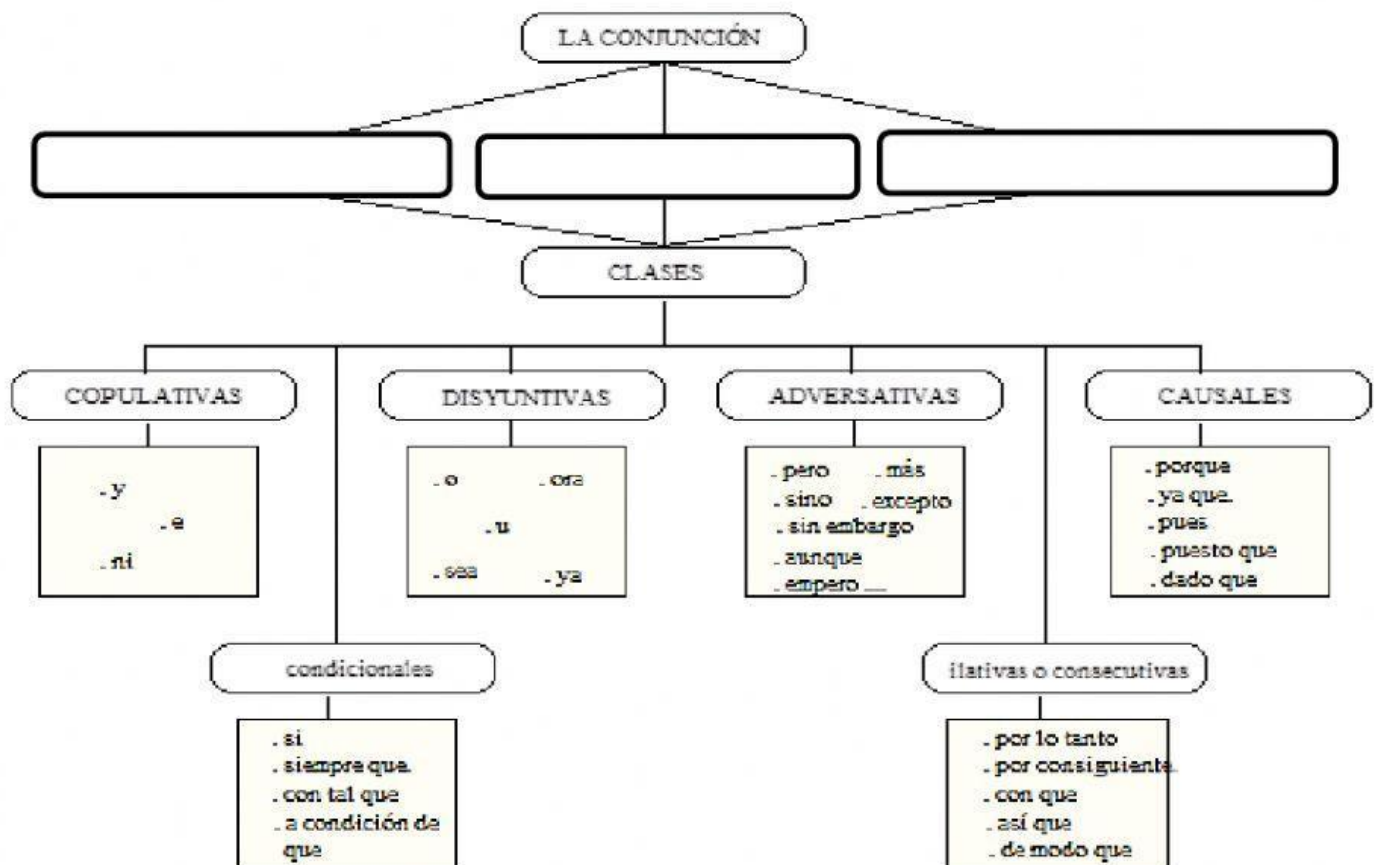 LA CONJUNCIÓN
CLASES
COPULATIVAS
DISYUNTIVAS
ADVERSATIVAS
CAUSALES
. y
. e
. ni
. o . ora
. u
. sea . ya
. pero . más
. sino . excepto
. sin embargo
. aunque
. empero
. porque
. ya que.
. pues
. puesto que
. dado que
condicionales
ilativas o consecutivas
. si
. siempre que.
. con tal que
. a condición de
que
. por lo tanto
. por consiguiente.
. con que
. así que
. de modo que